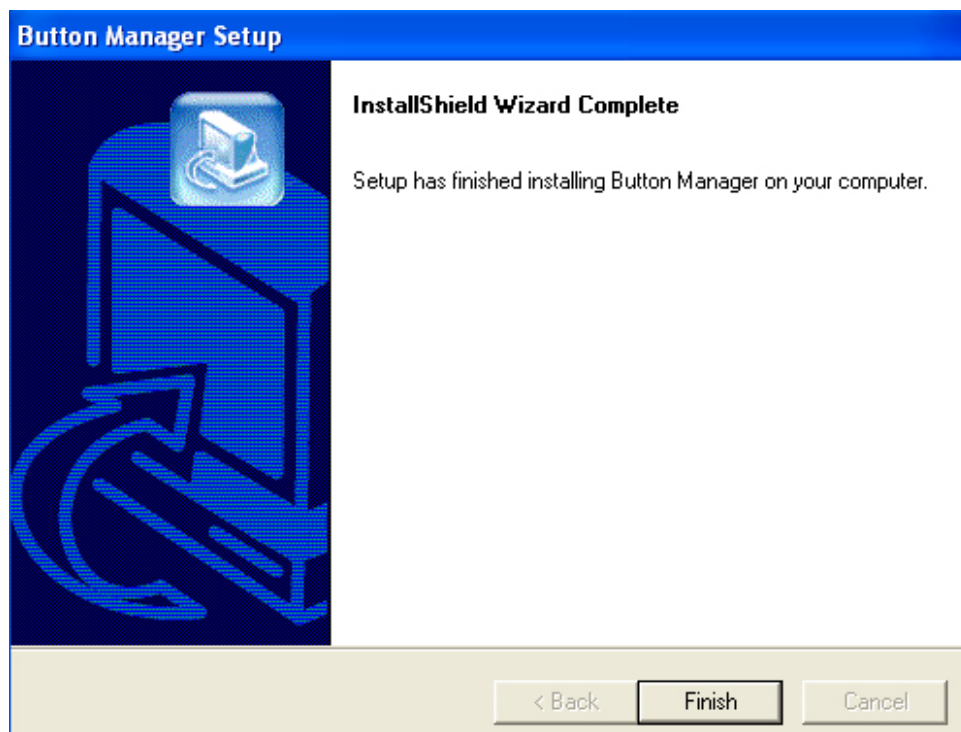 Button Manager Setup
InstallShield Wizard Complete
Setup has finished installing Button Manager on your computer.
< Back
Finish
Cancel